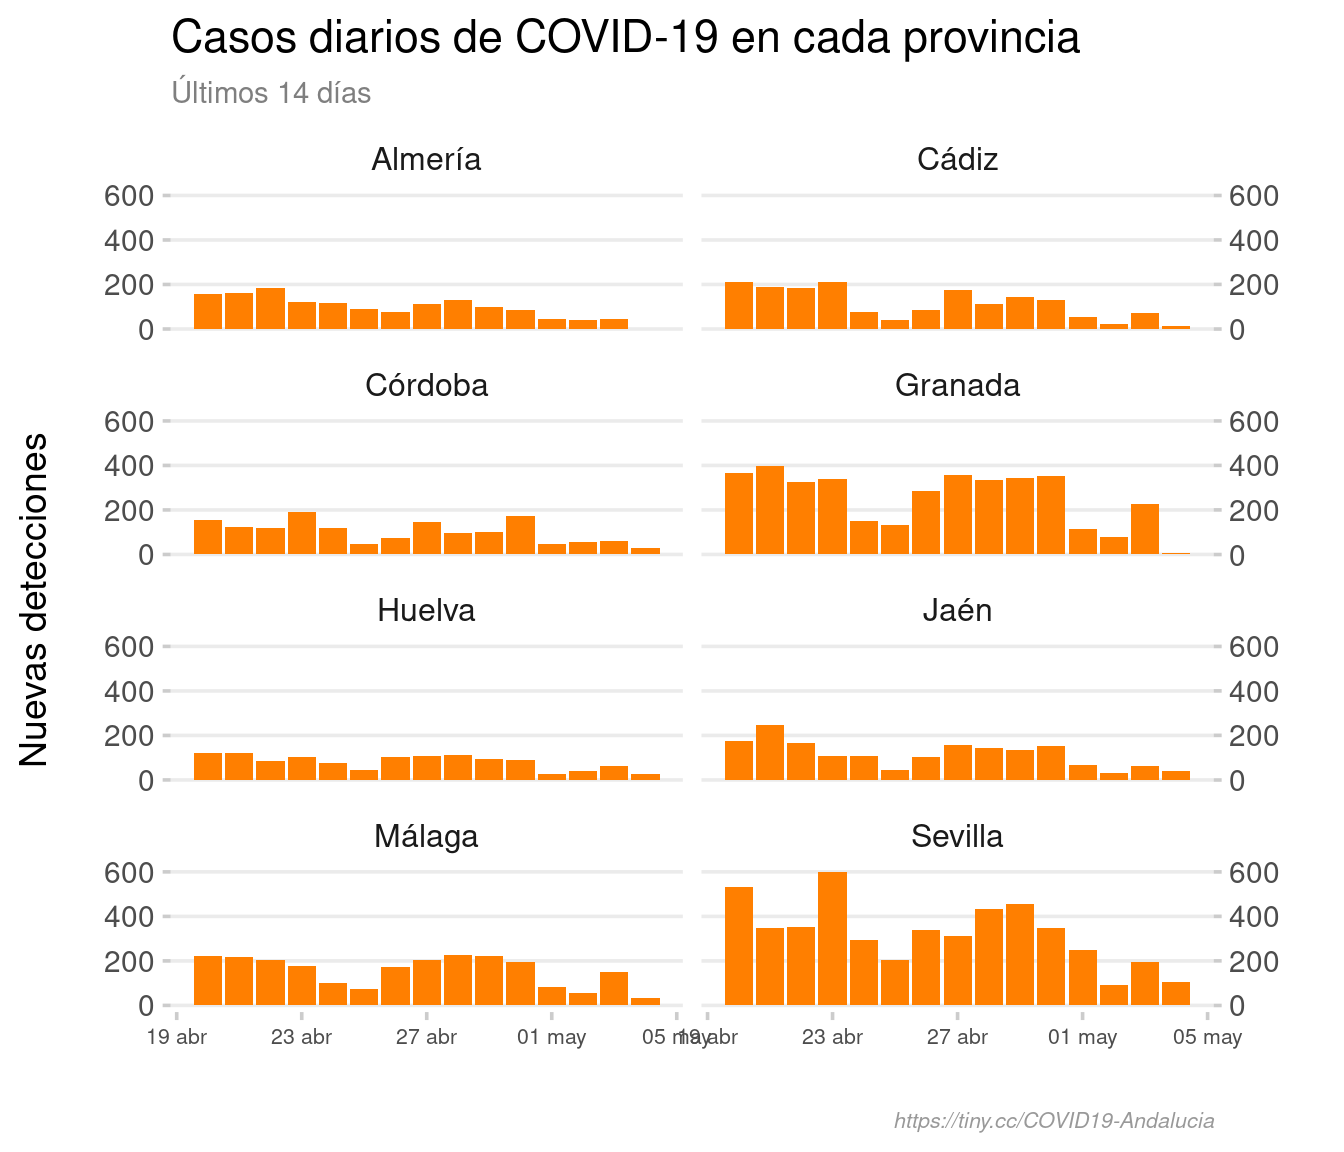 Casos diarios de COVID-19 en cada provincia
Últimos 14 días
Nuevas detecciones
Almería
Cádiz
600
600
400
400
200
200
0
0
Córdoba
Granada
600
600
400
400
200
200
0
0
Huelva
Jaén
600
600
400
400
200
200
0
0
Málaga
Sevilla
600
600
400
400
200
200
0
0
19 abr 23 abr 27 abr 01 may 05 may 19 abr 23 abr 27 abr 01 may 05 may
https://tiny.cc/COVID19-Andalucia